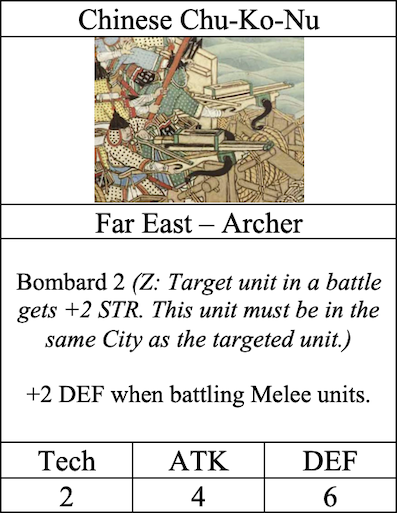 Chinese Chu-Ko-Nu
Far East – Archer
Bombard 2 (Z: Target unit in a battle
gets +2 STR. This unit must be in the
same City as the targeted unit.)
+2 DEF when battling Melee units.
Tech ATK DEF
2 4 6